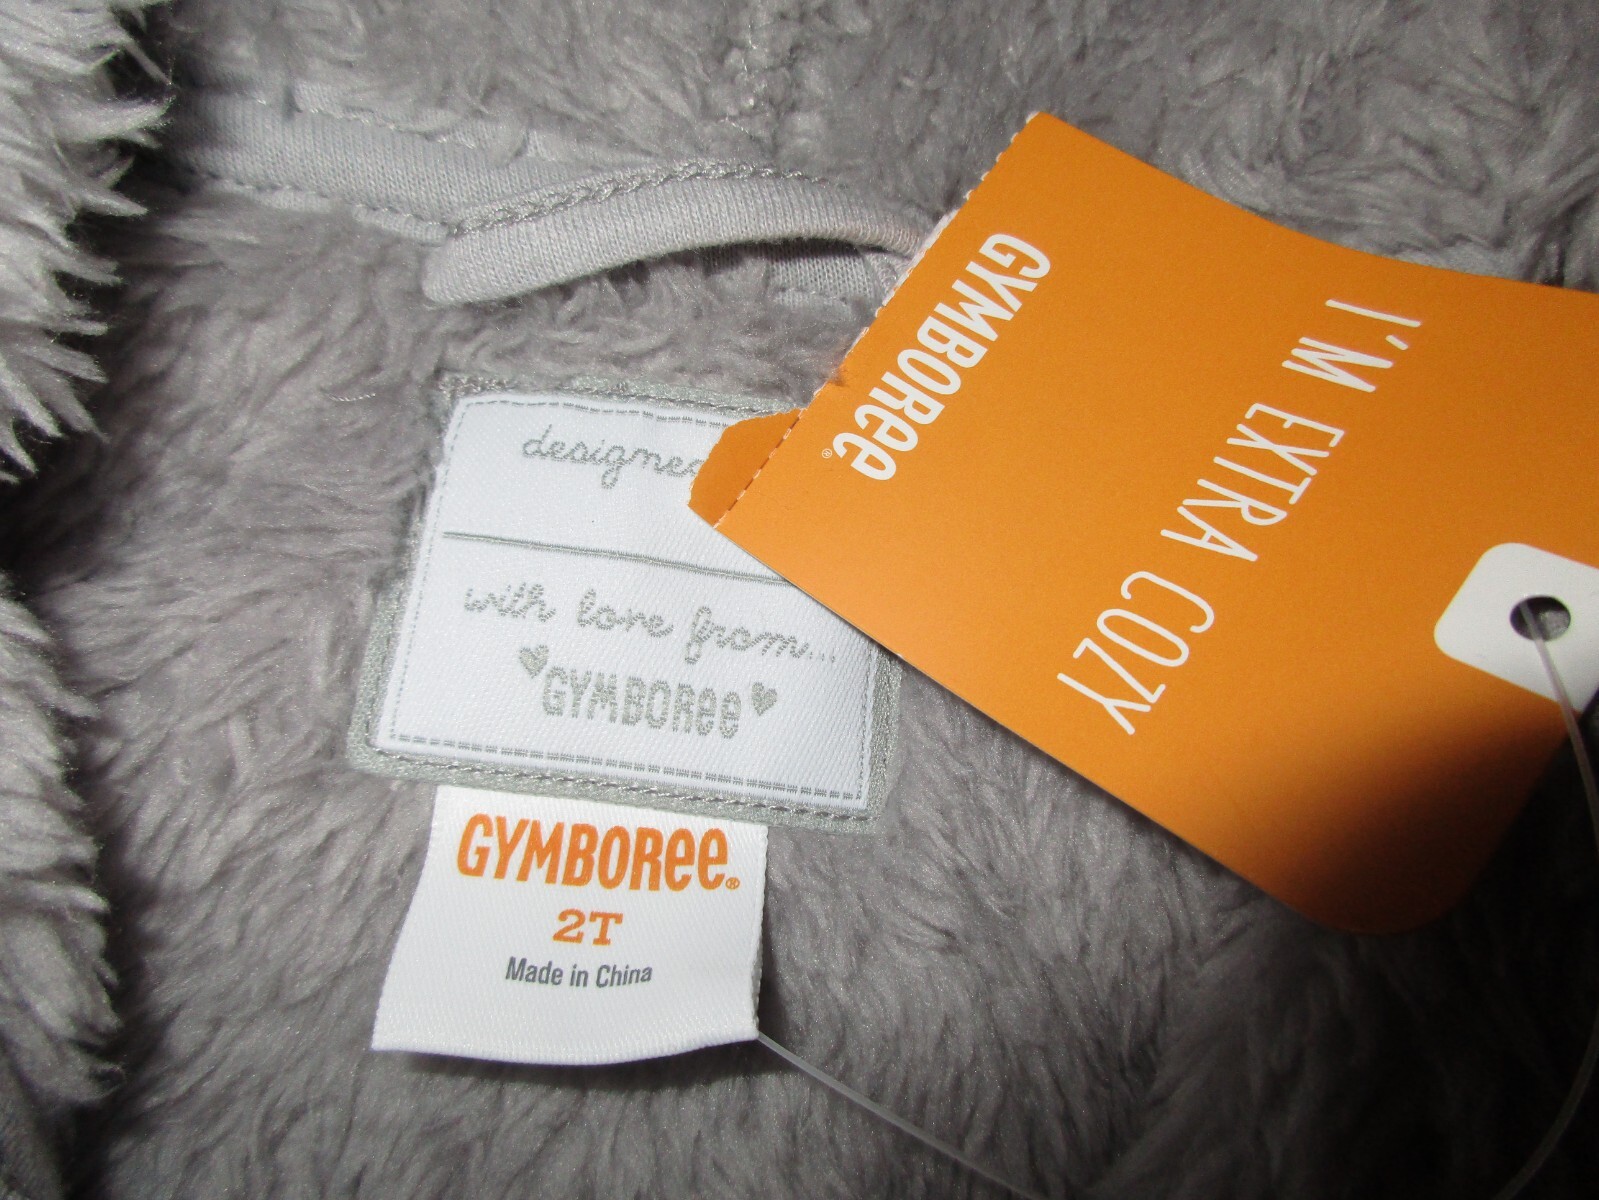 designed
with love from...
GYMBOREE
GYMBOREE®
2T
Made in China
GYMBOREE®
I'M EXTRA COZY